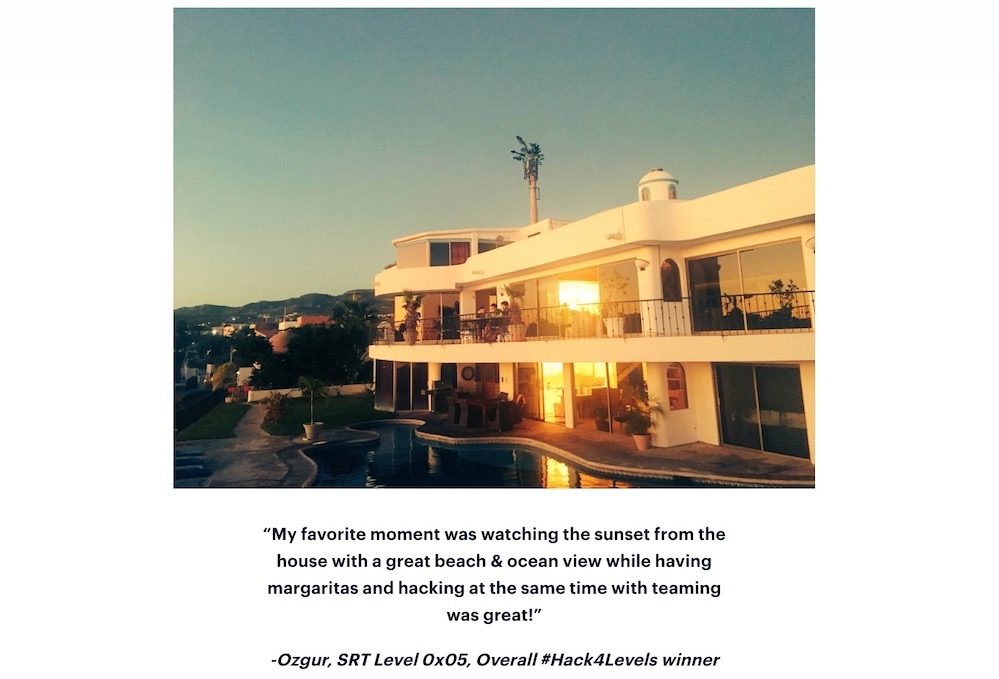 “My favorite moment was watching the sunset from the
house with a great beach & ocean view while having
margaritas and hacking at the same time with teaming
was great!”
-Ozgur, SRT Level 0x05, Overall #Hack4Levels winner